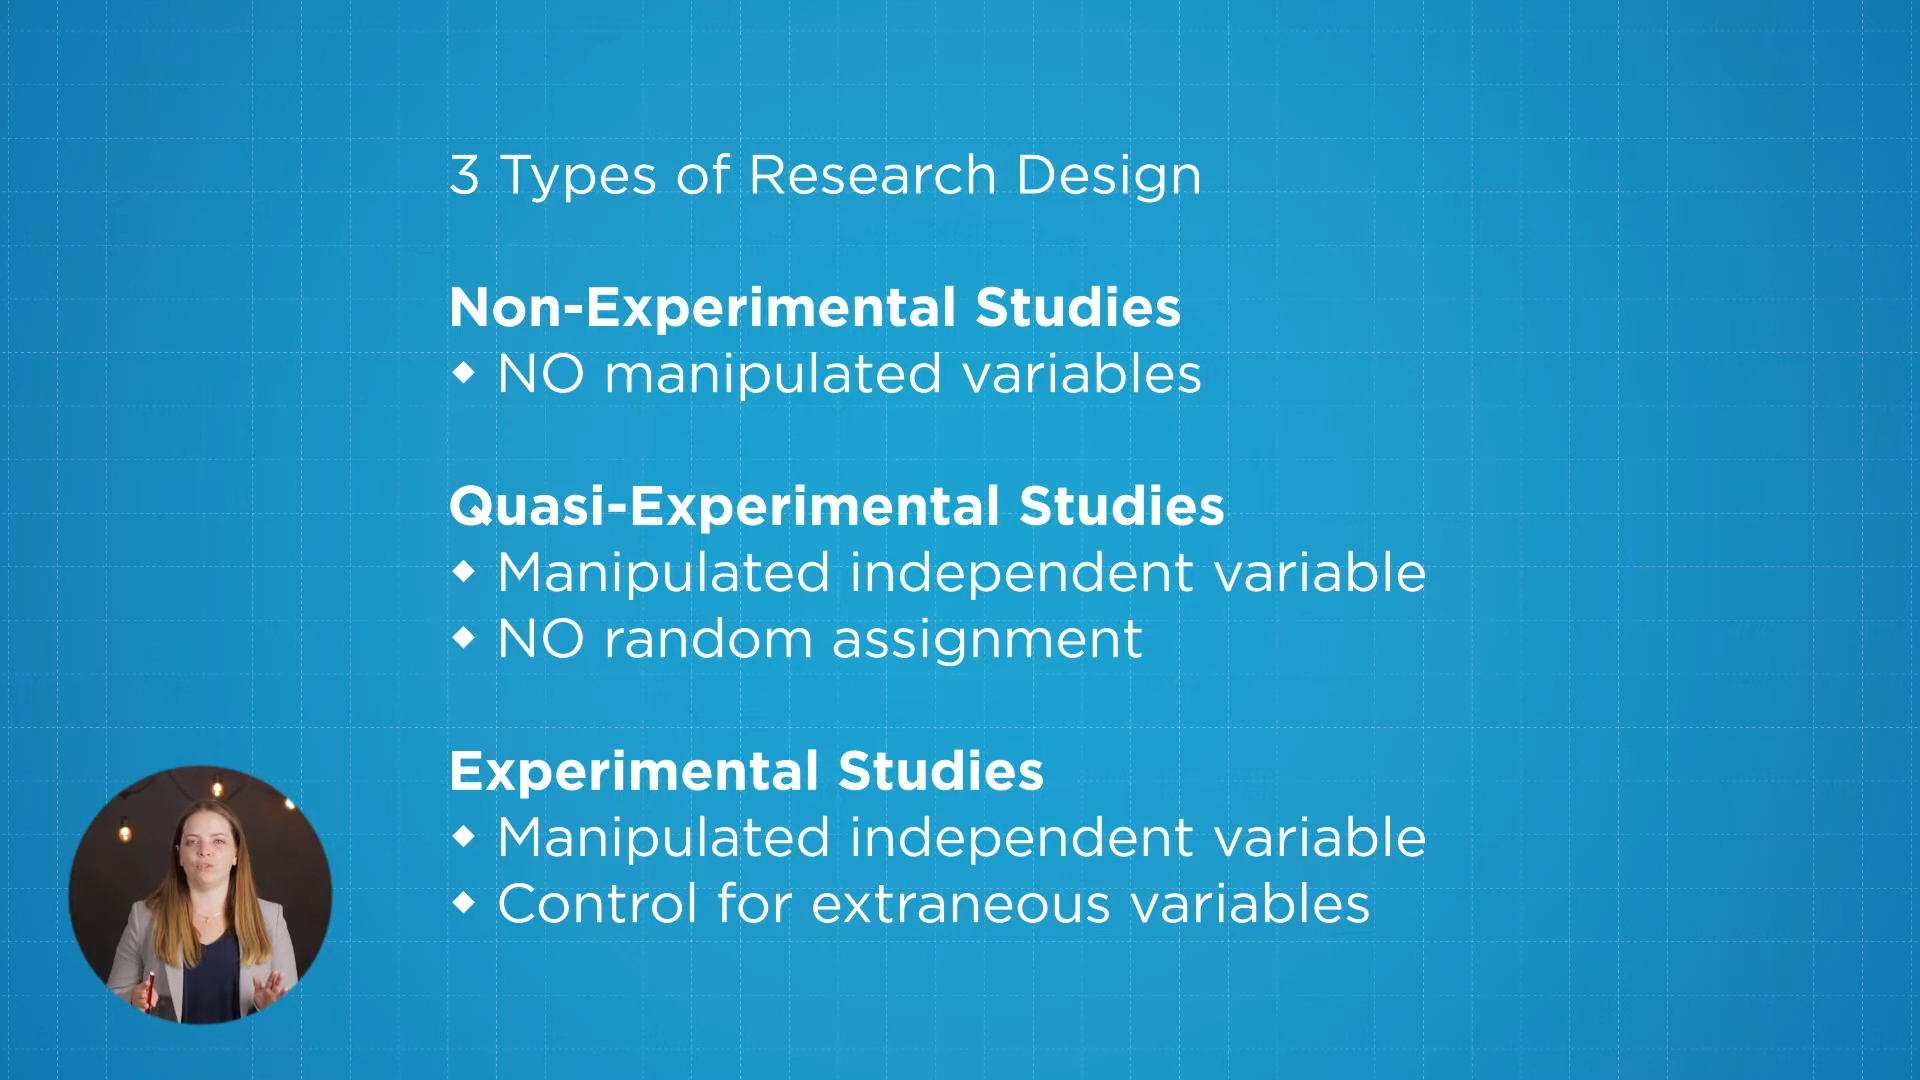 3 Types of Research Design
Non-Experimental Studies
◆ NO manipulated variables
Quasi-Experimental Studies
◆ Manipulated independent variable
◆ NO random assignment
Experimental Studies
◆ Manipulated independent variable
◆ Control for extraneous variables